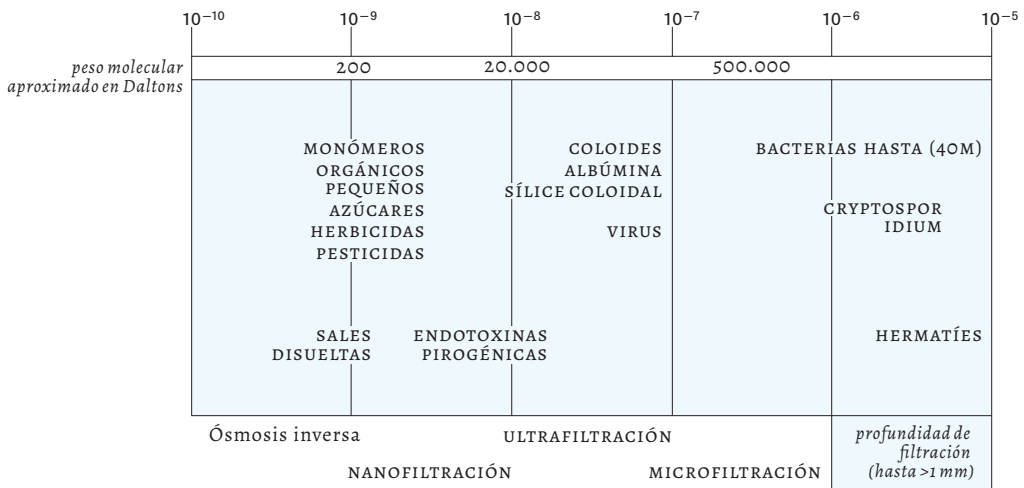 10⁻¹⁰ 10⁻⁹ 10⁻⁸ 10⁻⁷ 10⁻⁶ 10⁻⁵
peso molecular
aproximado en Daltons
200 20.000 500.000
MONÓMEROS
ORGÁNICOS
PEQUEÑOS
AZÚCARES
HERBICIDAS
PESTICIDAS
COLOIDES
ALBÚMINA
SÍLICE COLOIDAL
VIRUS
BACTERIAS HASTA (40M)
CRYPTOSPOR
IDIUM
SALES
DISUELTAS
ENDOTOXINAS
PIROGÉNICAS
HERMATÍES
Ósmosis inversa
NANOFILTRACIÓN
ULTRAFILTRACIÓN
MICROFILTRACIÓN
profundidad de
filtración
(hasta >1 mm)